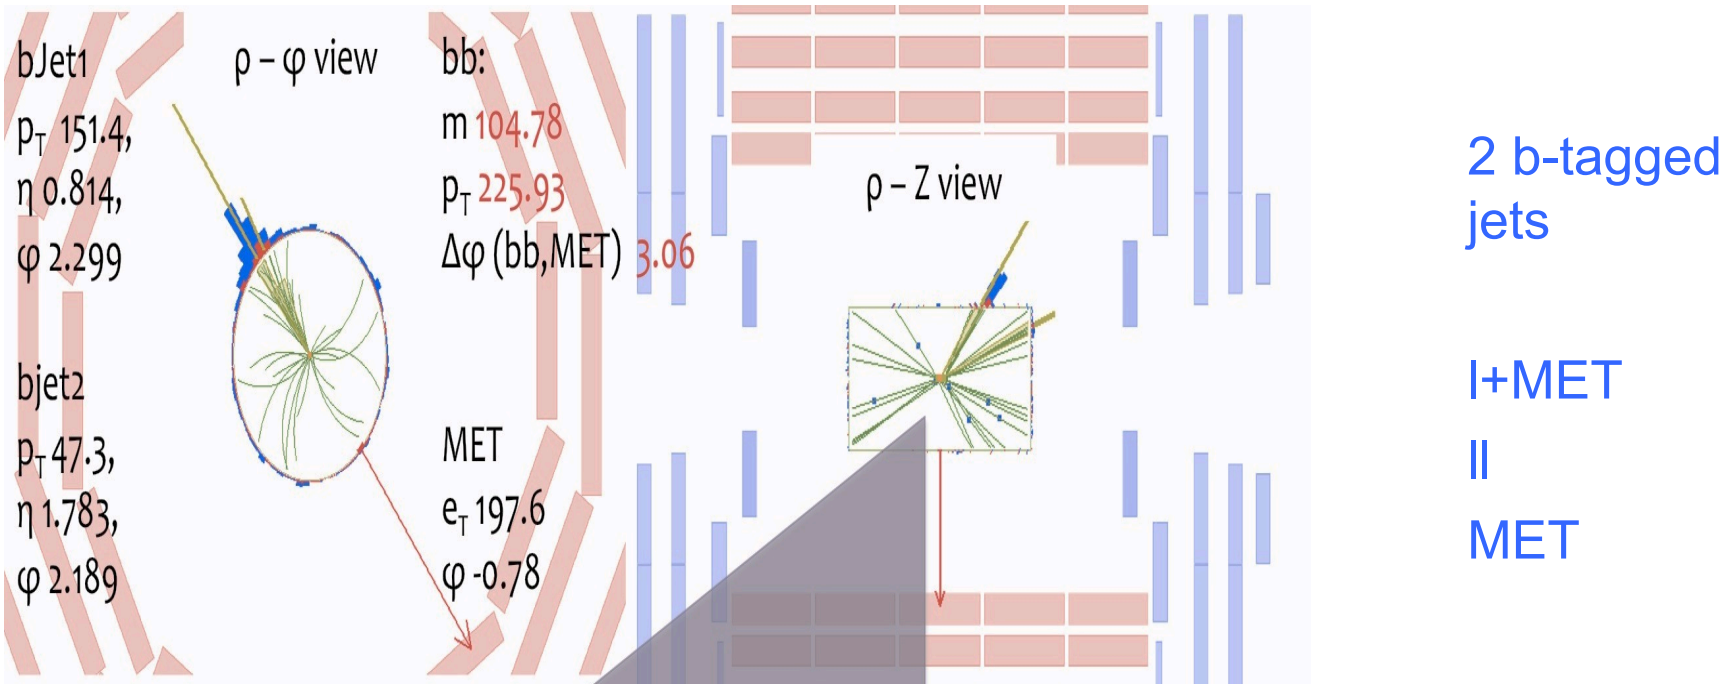 bJet1
p_T 151.4,
η 0.814,
φ 2.299
bjet2
p_T 47.3,
η 1.783,
φ 2.189
ρ – φ view
bb:
m 104.78
p_T 225.93
Δφ (bb,MET) 3.06
MET
e_T 197.6
φ -0.78
ρ – Z view
2 b-tagged
jets
l+MET
ll
MET